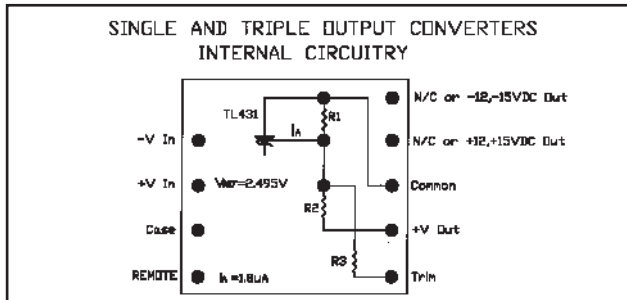 SINGLE AND TRIPLE OUTPUT CONVERTERS
INTERNAL CIRCUITRY
TL431
R1
IA
N/C or -12,-15VDC Out
-V In
N/C or +12,+15VDC Out
+V In
VREF=2.495V
Common
R2
Case
+V Out
R3
REMOTE
IA =1.8uA
Trim